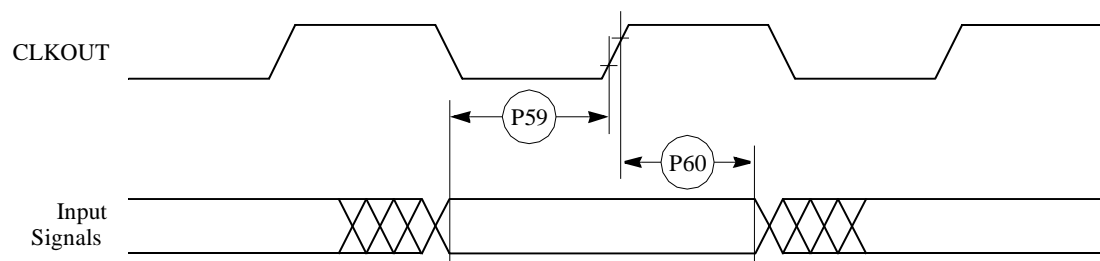 CLKOUT
P59
P60
Input
Signals